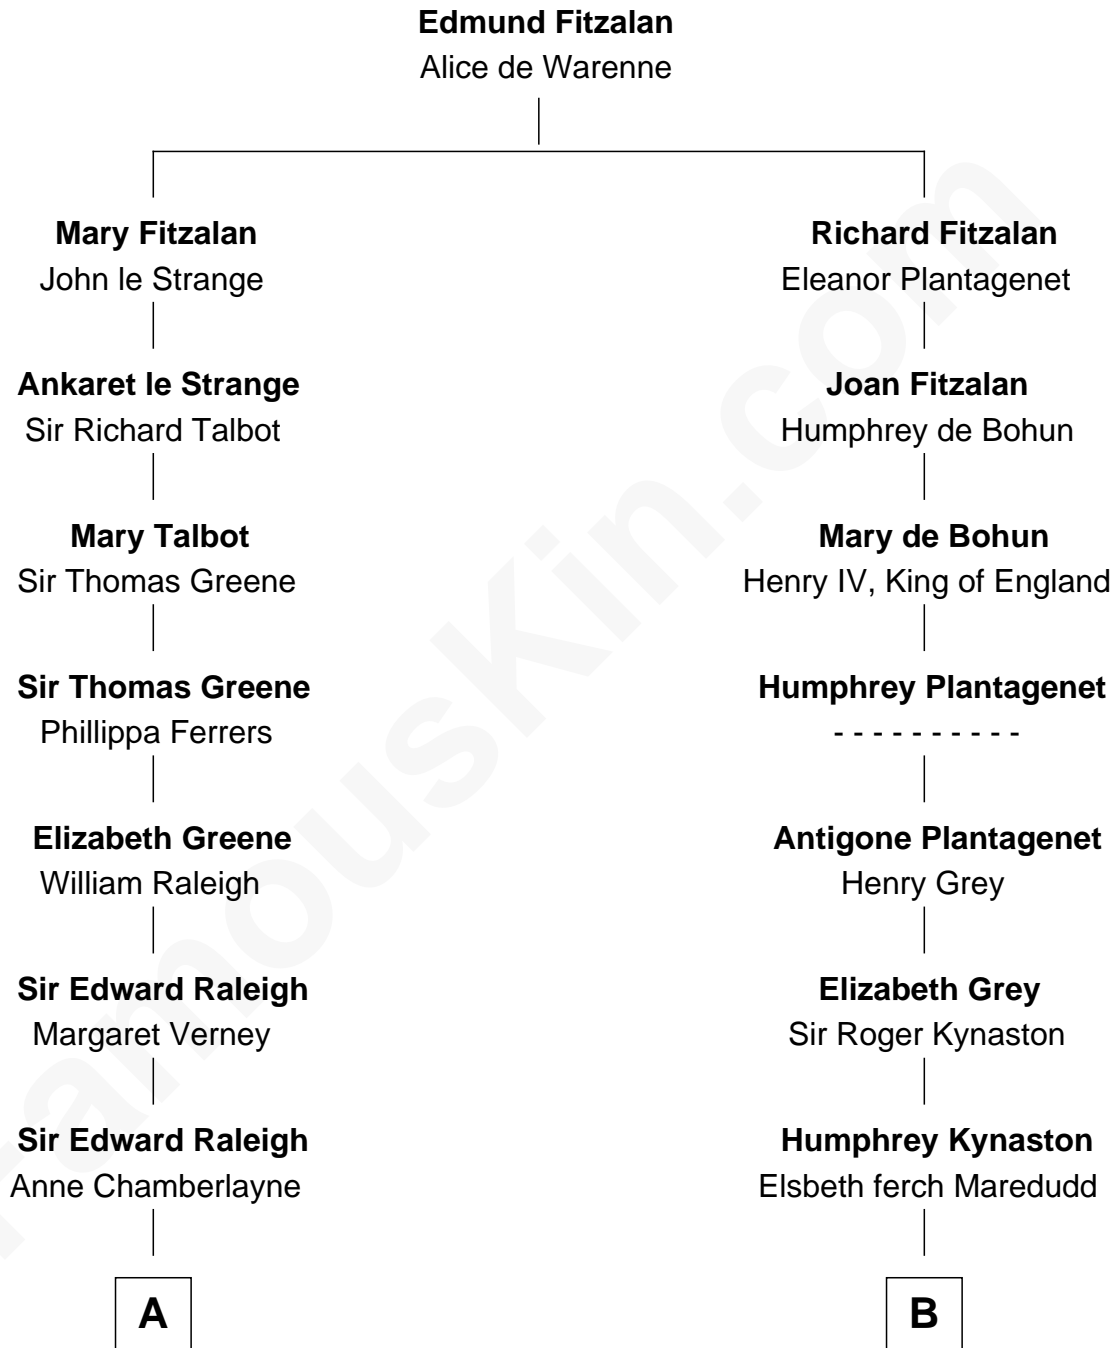 Edmund Fitzalan
Alice de Warenne
Mary Fitzalan
John le Strange
Richard Fitzalan
Eleanor Plantagenet
Ankaret le Strange
Sir Richard Talbot
Joan Fitzalan
Humphrey de Bohun
Mary Talbot
Sir Thomas Greene
Mary de Bohun
Henry IV, King of England
Sir Thomas Greene
Phillippa Ferrers
Humphrey Plantagenet
- - - - - - - - - -
Elizabeth Greene
William Raleigh
Antigone Plantagenet
Henry Grey
Sir Edward Raleigh
Margaret Verney
Elizabeth Grey
Sir Roger Kynaston
Sir Edward Raleigh
Anne Chamberlayne
Humphrey Kynaston
Elsbeth ferch Maredudd
A
B
FamousKin.com